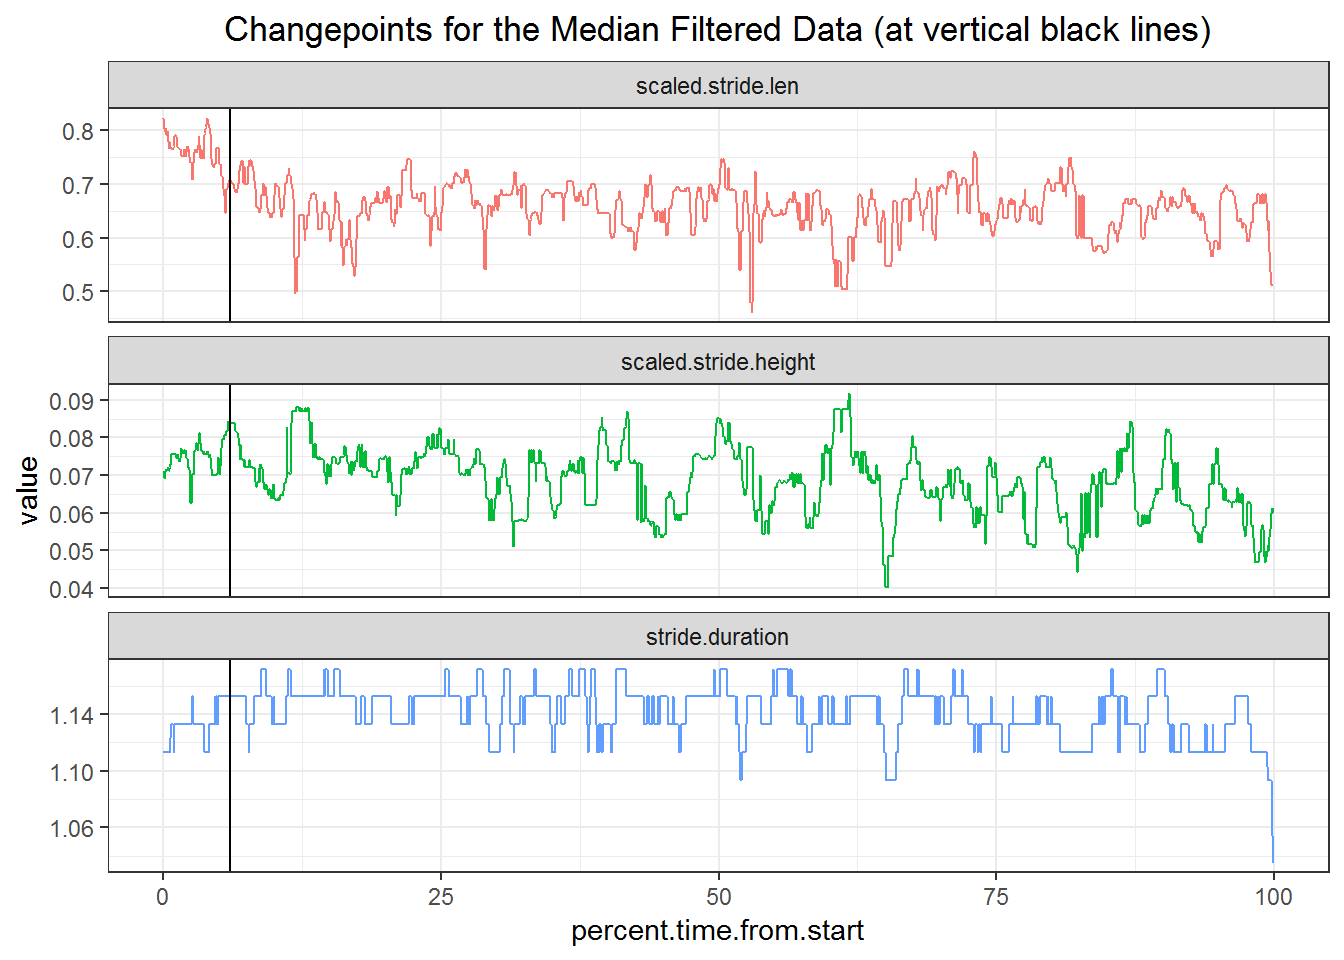 Changepoints for the Median Filtered Data (at vertical black lines)
scaled.stride.len
0.8
0.7
0.6
0.5
scaled.stride.height
0.09
0.08
0.07
0.06
0.05
0.04
value
stride.duration
1.14
1.10
1.06
0 25 50 75 100
percent.time.from.start